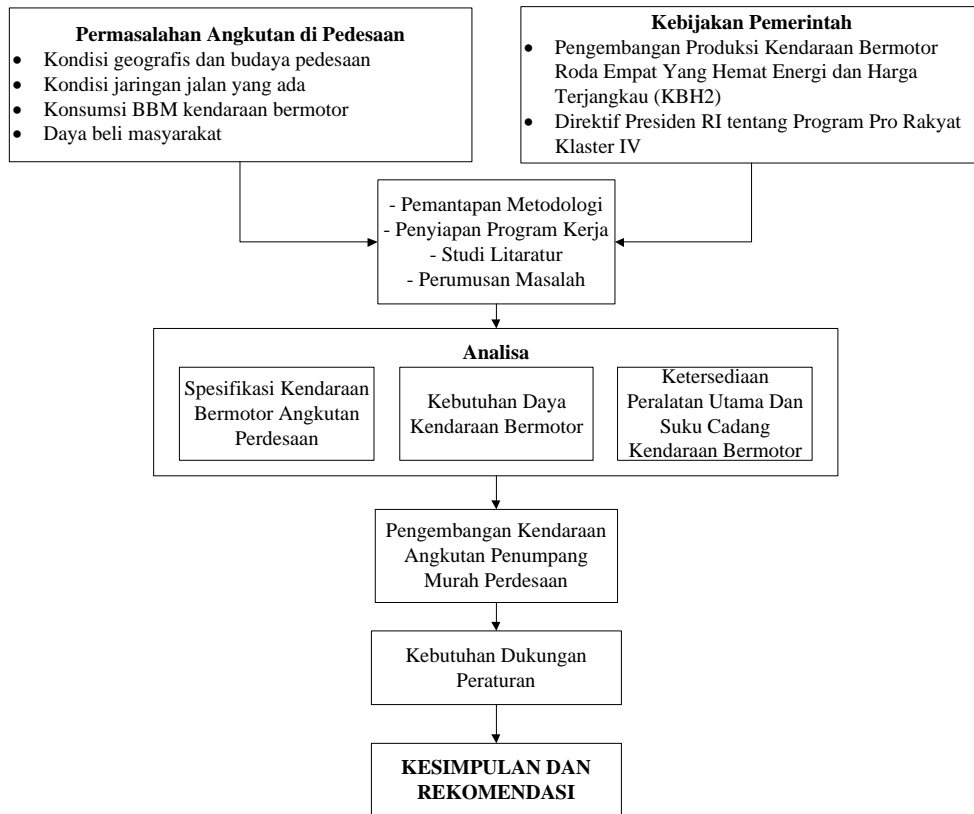 Permasalahan Angkutan di Pedesaan
• Kondisi geografis dan budaya pedesaan
• Kondisi jaringan jalan yang ada
• Konsumsi BBM kendaraan bermotor
• Daya beli masyarakat
Kebijakan Pemerintah
• Pengembangan Produksi Kendaraan Bermotor
Roda Empat Yang Hemat Energi dan Harga
Terjangkau (KBH2)
• Direktif Presiden RI tentang Program Pro Rakyat
Klaster IV
- Pemantapan Metodologi
- Penyiapan Program Kerja
- Studi Litaratur
- Perumusan Masalah
Analisa
Spesifikasi Kendaraan
Bermotor Angkutan
Perdesaan
Kebutuhan Daya
Kendaraan Bermotor
Ketersediaan
Peralatan Utama Dan
Suku Cadang
Kendaraan Bermotor
Pengembangan Kendaraan
Angkutan Penumpang
Murah Perdesaan
Kebutuhan Dukungan
Peraturan
KESIMPULAN DAN
REKOMENDASI